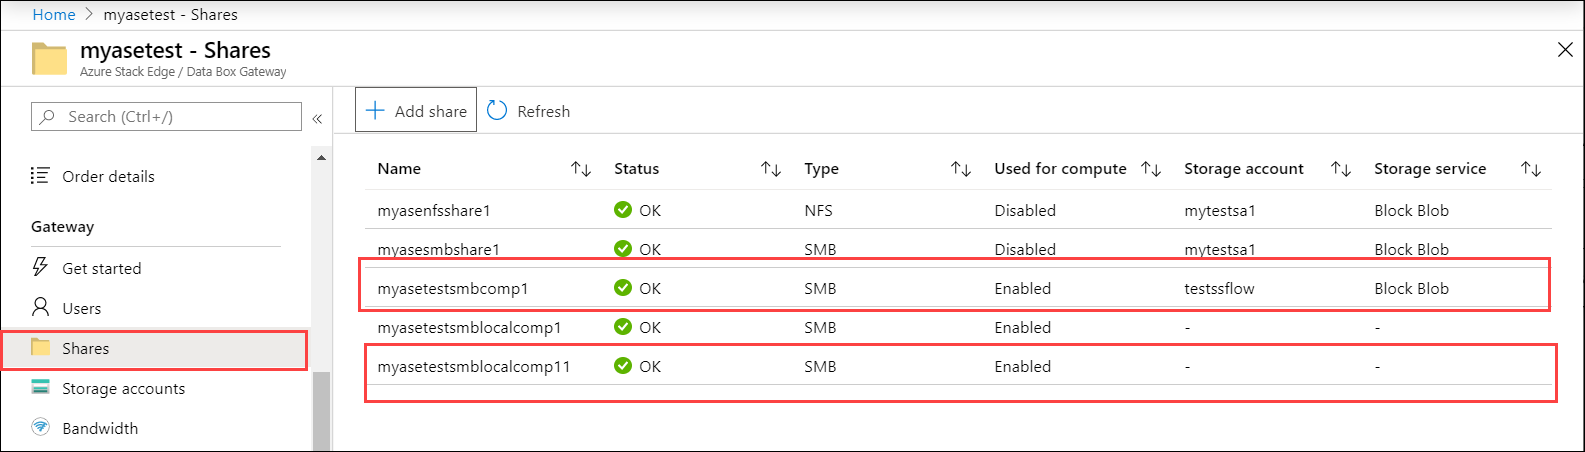 Home > myasetest - Shares
myasetest - Shares
Azure Stack Edge / Data Box Gateway
Search (Ctrl+/)
Order details
Gateway
Get started
Users
Shares
Storage accounts
Bandwidth
Add share Refresh
Name Status Type Used for compute Storage account Storage service
myasenfsshare1 OK NFS Disabled mytestsa1 Block Blob
myasesmbshare1 OK SMB Disabled mytestsa1 Block Blob
myasetestsmbcomp1 OK SMB Enabled testssflow Block Blob
myasetestsmblocalcomp1 OK SMB Enabled - -
myasetestsmblocalcomp11 OK SMB Enabled - -